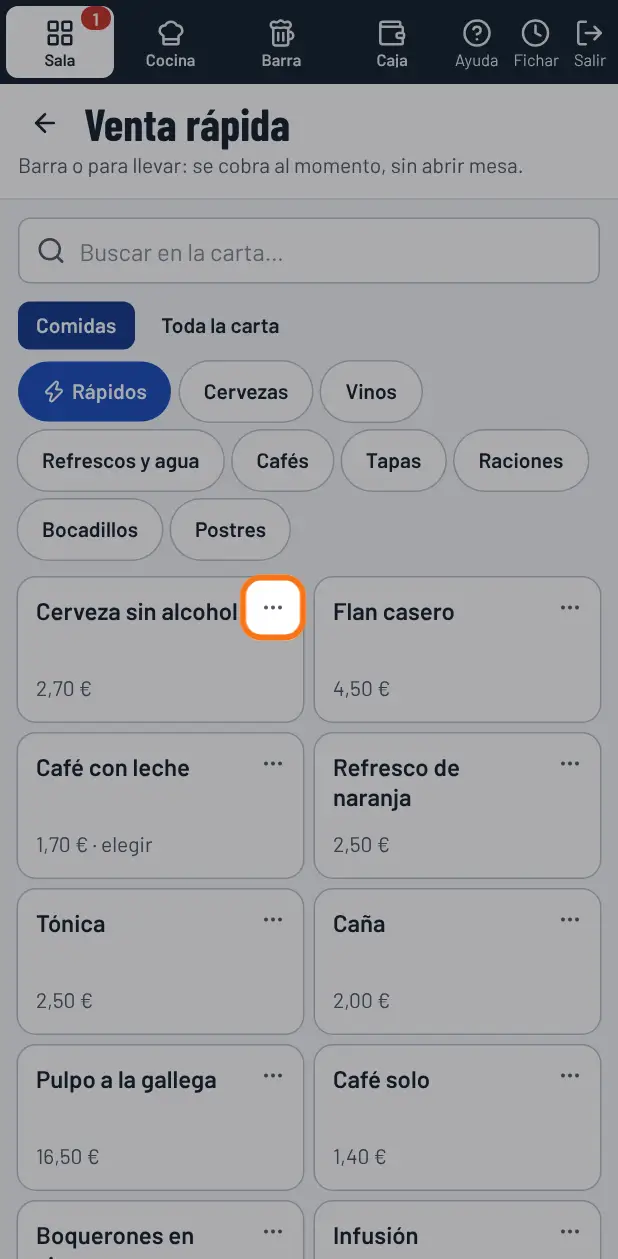 1
Sala
Cocina
Barra
Caja
Ayuda
Fichar
Salir
Venta rápida
Barra o para llevar: se cobra al momento, sin abrir mesa.
Buscar en la carta...
Comidas
Toda la carta
Rápidos
Cervezas
Vinos
Refrescos y agua
Cafés
Tapas
Raciones
Bocadillos
Postres
Cerveza sin alcohol
...
2,70 €
Flan casero
...
4,50 €
Café con leche
...
1,70 € · elegir
Refresco de
naranja
...
2,50 €
Tónica
...
2,50 €
Caña
...
2,00 €
Pulpo a la gallega
...
16,50 €
Café solo
...
1,40 €
Boquerones en
...
Infusión
...